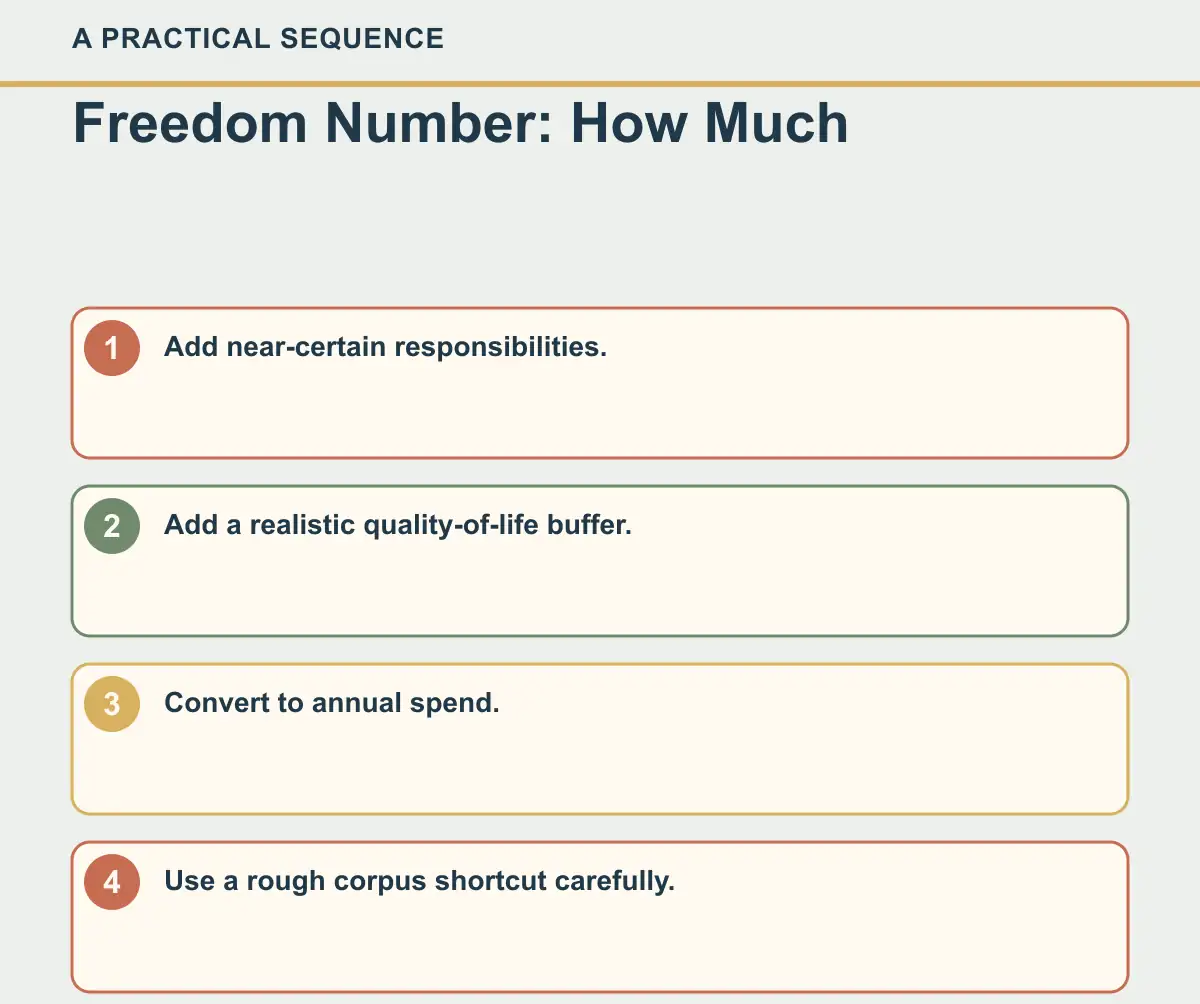 A PRACTICAL SEQUENCE
Freedom Number: How Much
1
Add near-certain responsibilities.
2
Add a realistic quality-of-life buffer.
3
Convert to annual spend.
4
Use a rough corpus shortcut carefully.